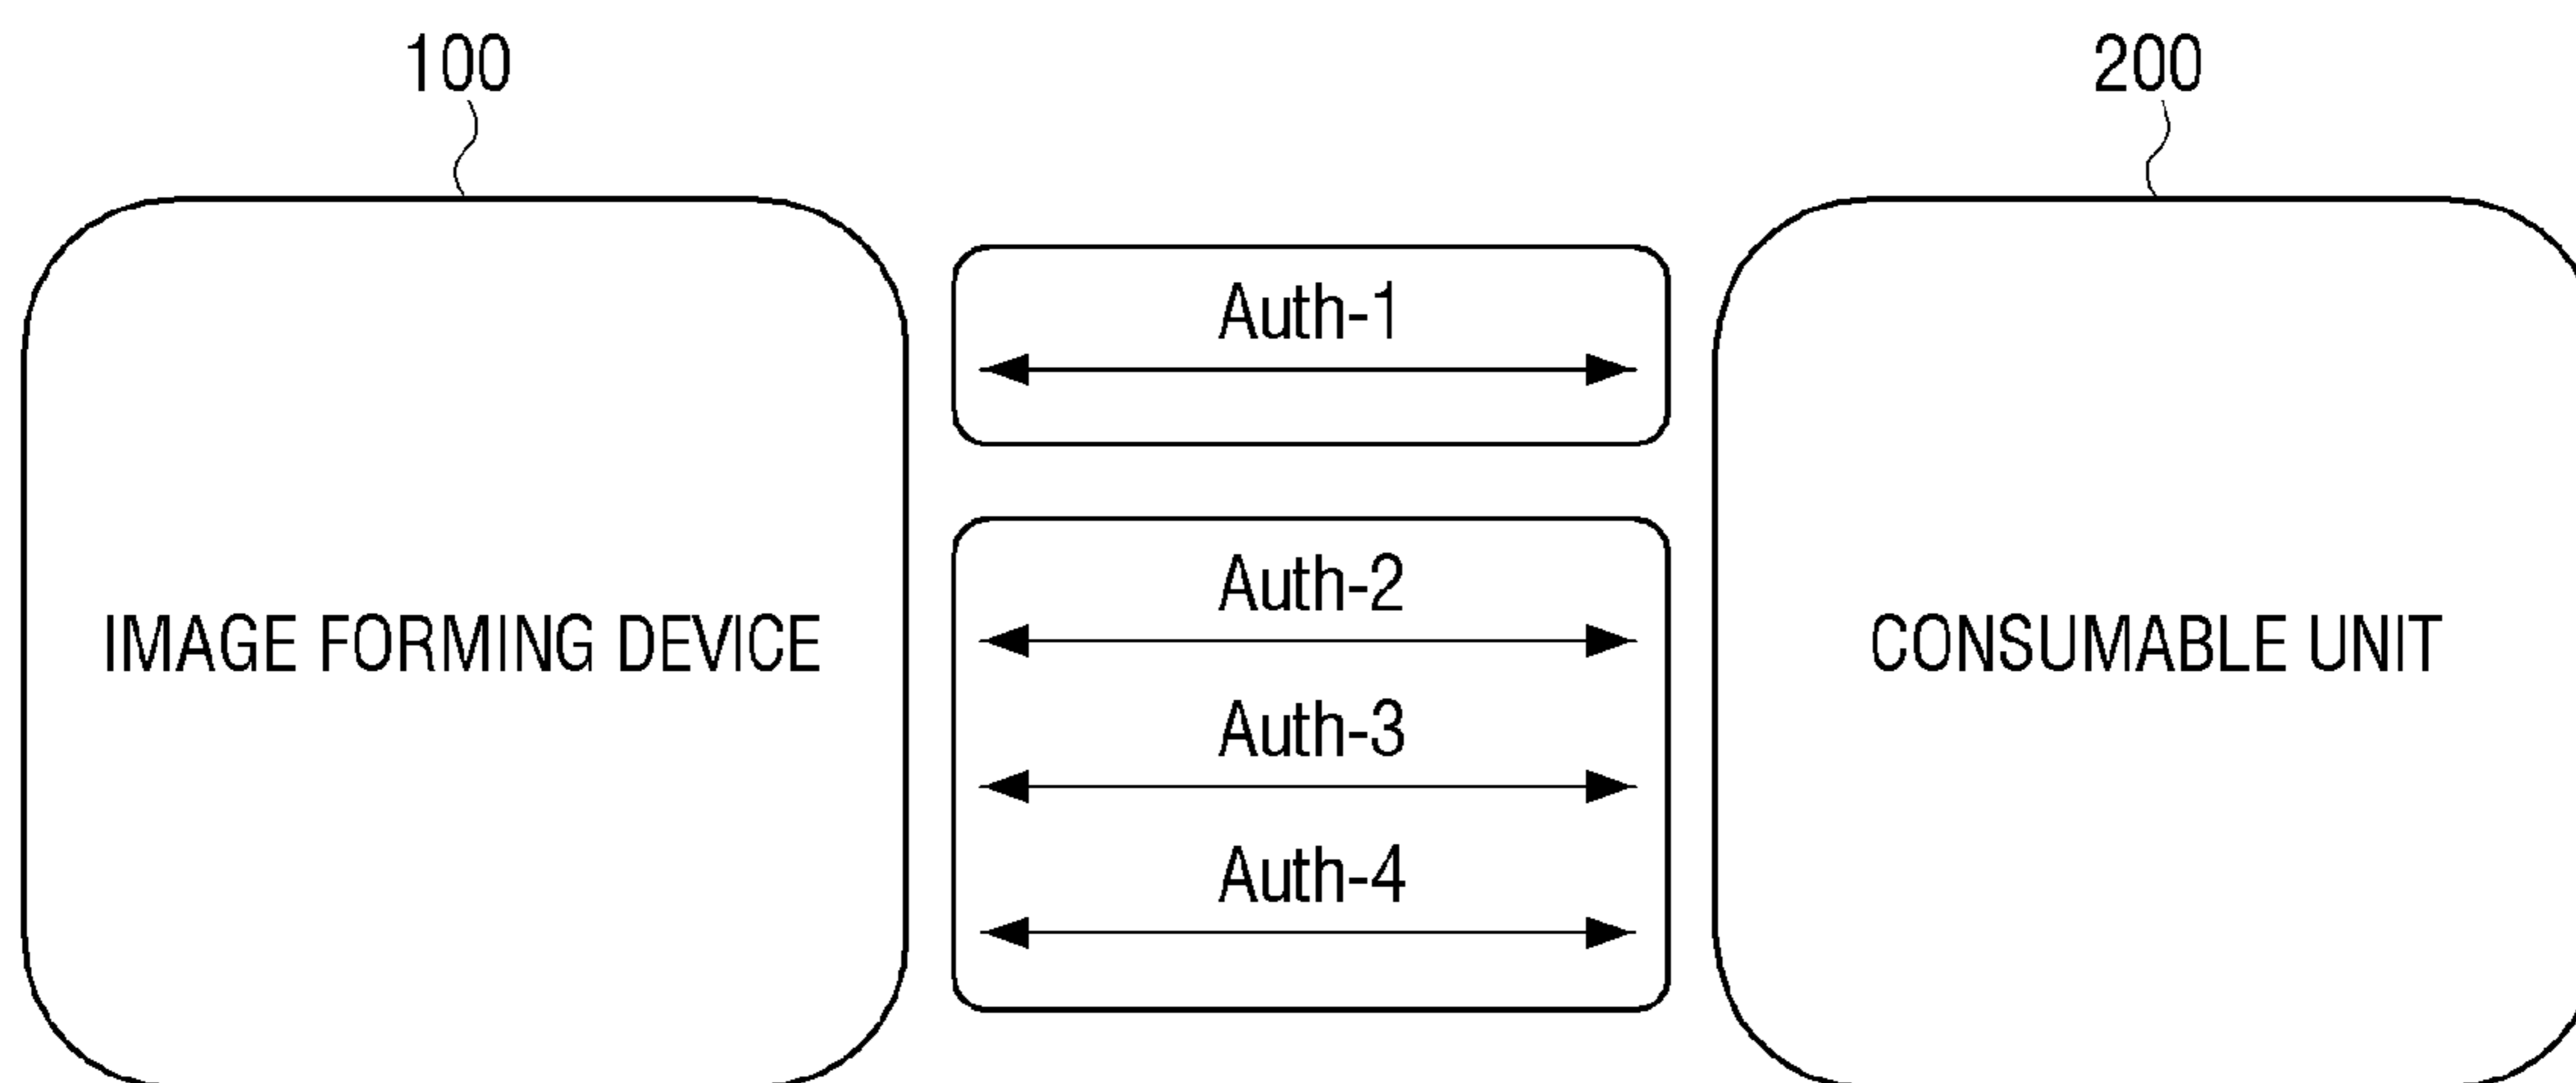 100
200
Auth-1
Auth-2
IMAGE FORMING DEVICE
CONSUMABLE UNIT
Auth-3
Auth-4